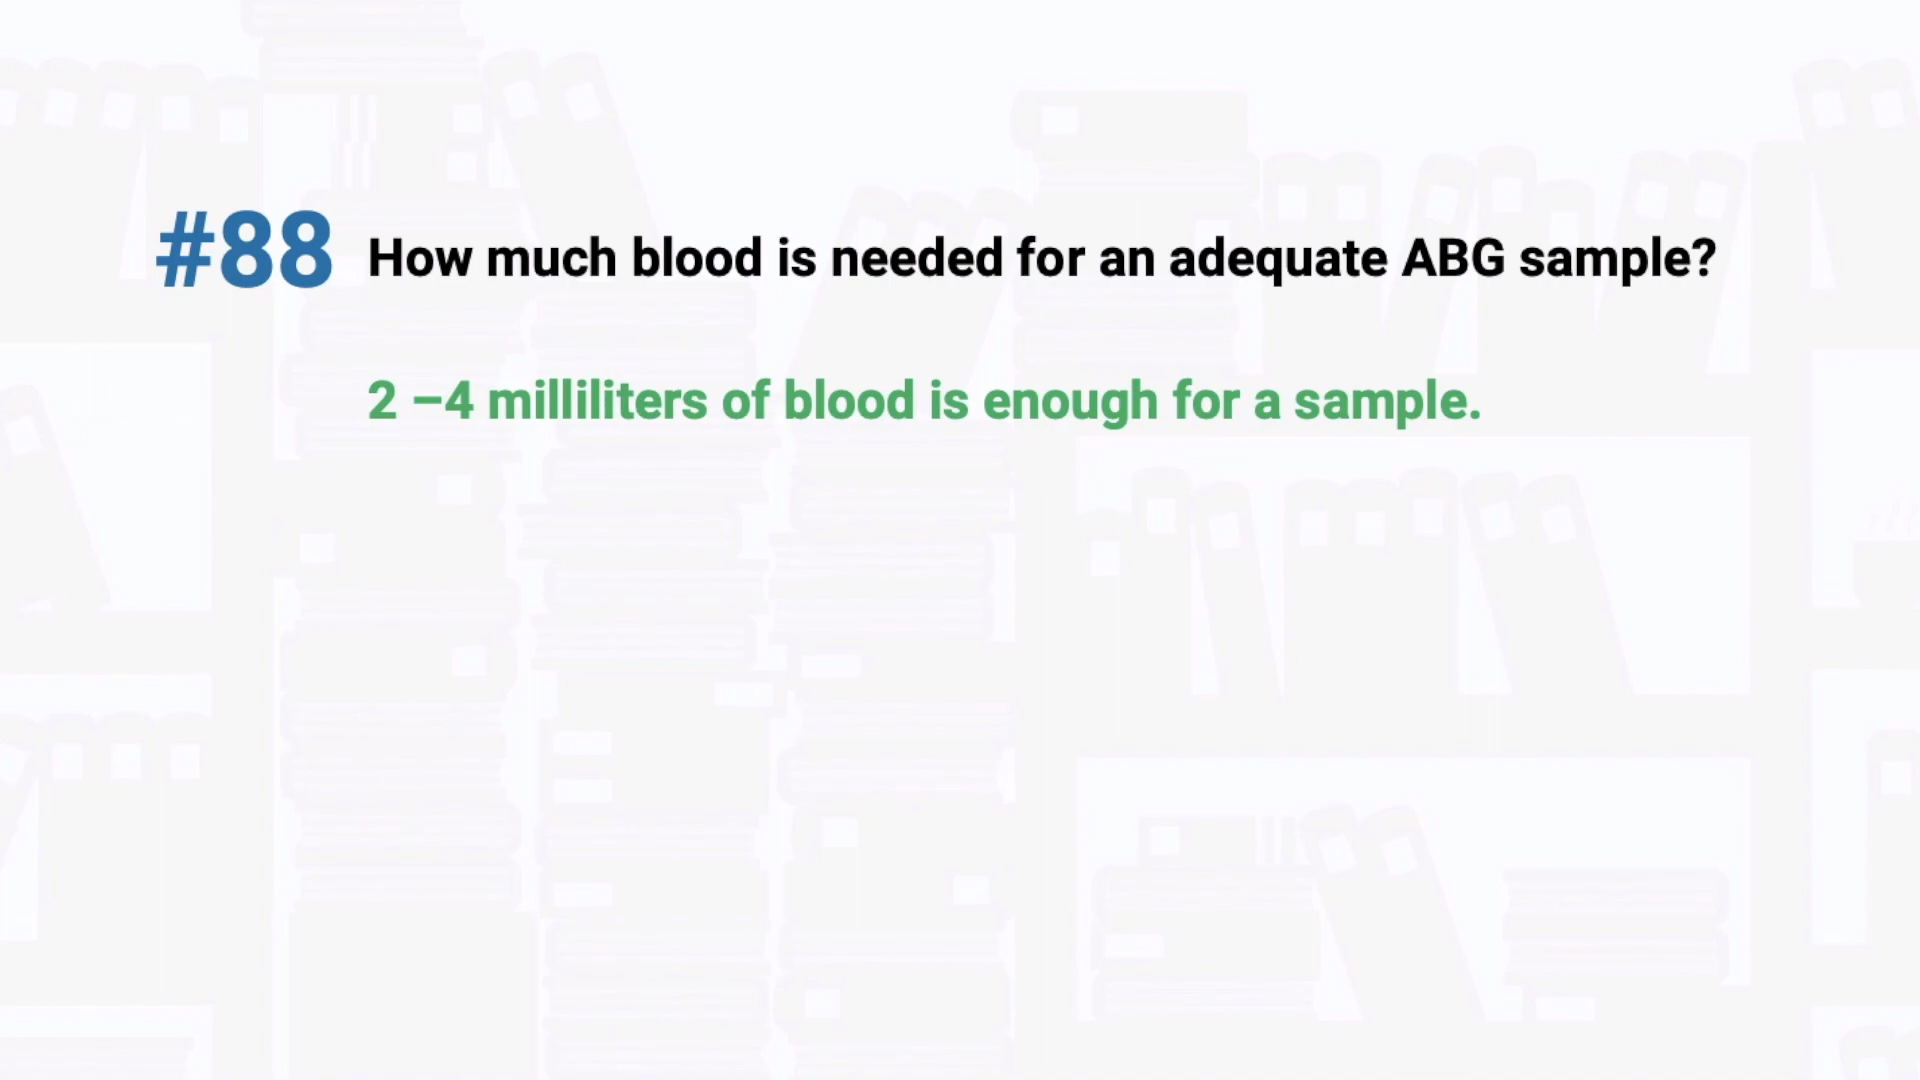 #88 How much blood is needed for an adequate ABG sample?
2 –4 milliliters of blood is enough for a sample.